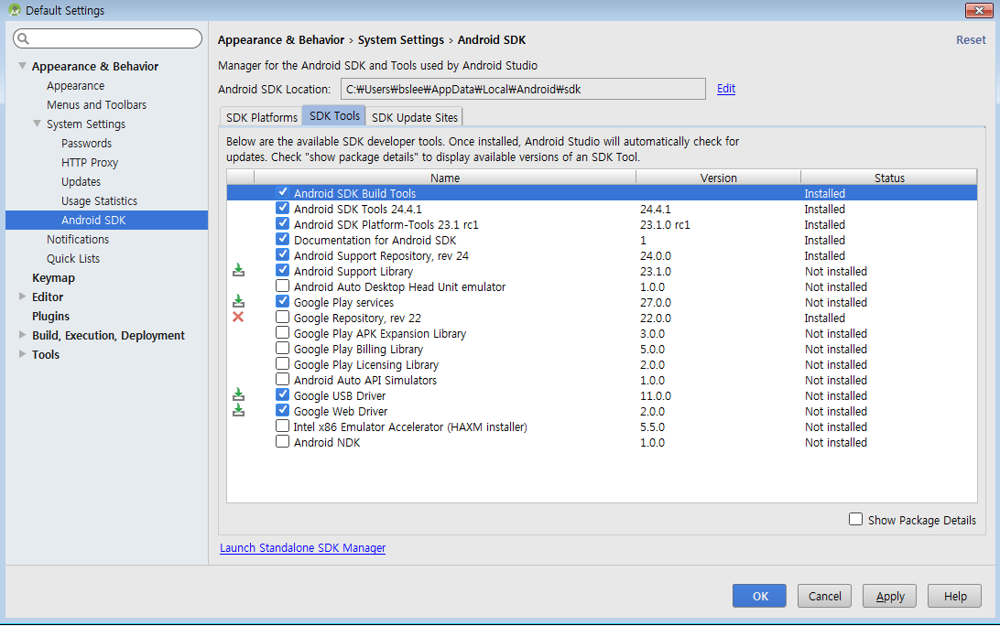 Default Settings
Appearance & Behavior › System Settings › Android SDK
Reset
Appearance & Behavior
Appearance
Menus and Toolbars
System Settings
Passwords
HTTP Proxy
Updates
Usage Statistics
Android SDK
Notifications
Quick Lists
Keymap
Editor
Plugins
Build, Execution, Deployment
Tools
Manager for the Android SDK and Tools used by Android Studio
Android SDK Location: C:₩Users₩bslee₩AppData₩Local₩Android₩sdk Edit
SDK Platforms SDK Tools SDK Update Sites
Below are the available SDK developer tools. Once installed, Android Studio will automatically check for
updates. Check "show package details" to display available versions of an SDK Tool.
Name Version Status
Android SDK Build Tools Installed
Android SDK Tools 24.4.1 24.4.1 Installed
Android SDK Platform-Tools 23.1 rc1 23.1.0 rc1 Installed
Documentation for Android SDK 1 Installed
Android Support Repository, rev 24 24.0.0 Installed
Android Support Library 23.1.0 Not installed
Android Auto Desktop Head Unit emulator 1.0.0 Not installed
Google Play services 27.0.0 Not installed
Google Repository, rev 22 22.0.0 Installed
Google Play APK Expansion Library 3.0.0 Not installed
Google Play Billing Library 5.0.0 Not installed
Google Play Licensing Library 2.0.0 Not installed
Android Auto API Simulators 1.0.0 Not installed
Google USB Driver 11.0.0 Not installed
Google Web Driver 2.0.0 Not installed
Intel x86 Emulator Accelerator (HAXM installer) 5.5.0 Not installed
Android NDK 1.0.0 Not installed
Show Package Details
Launch Standalone SDK Manager
OK Cancel Apply Help